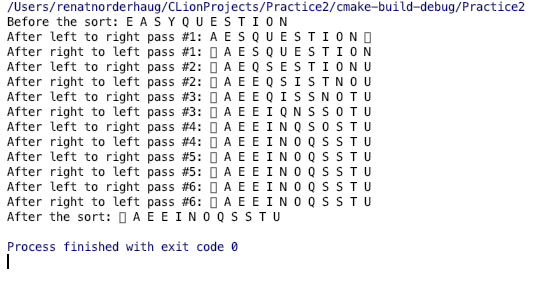 /Users/renatnorderhaug/CLionProjects/Practice2/cmake-build-debug/Practice2
Before the sort: E A S Y Q U E S T I O N
After left to right pass #1: A E S Q U E S T I O N ▯
After right to left pass #1: ▯ A E S Q U E S T I O N
After left to right pass #2: ▯ A E Q S E S T I O N U
After right to left pass #2: ▯ A E E Q S I S T N O U
After left to right pass #3: ▯ A E E Q I S S N O T U
After right to left pass #3: ▯ A E E I Q N S S O T U
After left to right pass #4: ▯ A E E I N Q S O S T U
After right to left pass #4: ▯ A E E I N O Q S S T U
After left to right pass #5: ▯ A E E I N O Q S S T U
After right to left pass #5: ▯ A E E I N O Q S S T U
After left to right pass #6: ▯ A E E I N O Q S S T U
After right to left pass #6: ▯ A E E I N O Q S S T U
After the sort: ▯ A E E I N O Q S S T U
Process finished with exit code 0